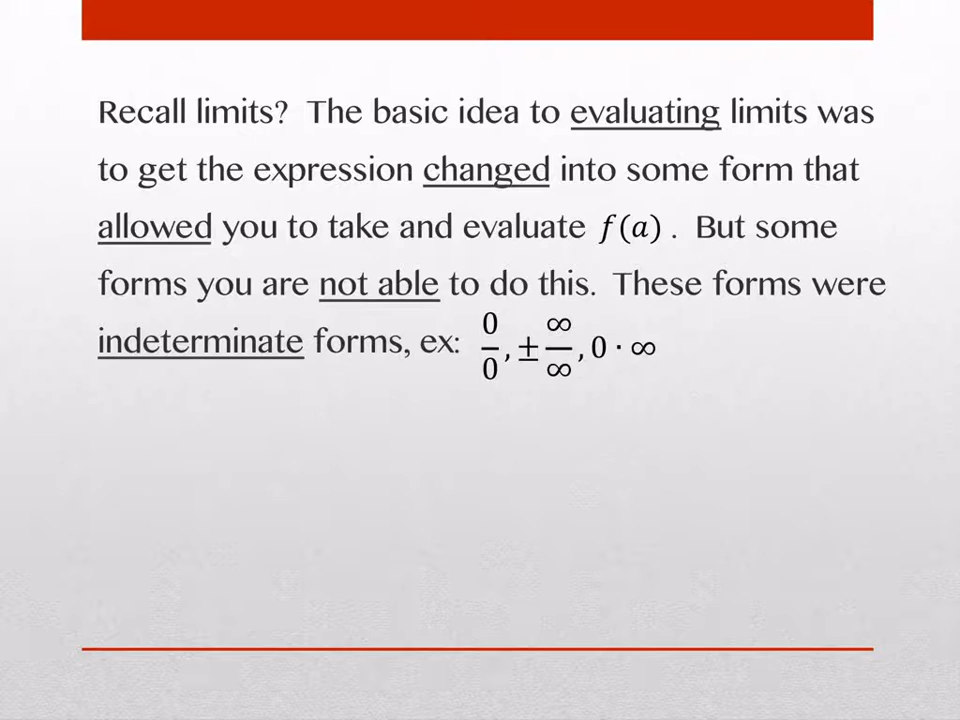 Recall limits?  The basic idea to evaluating limits was
to get the expression changed into some form that
allowed you to take and evaluate f(a) .  But some
forms you are not able to do this.  These forms were
indeterminate forms, ex: 0/0, ± ∞/∞, 0 · ∞